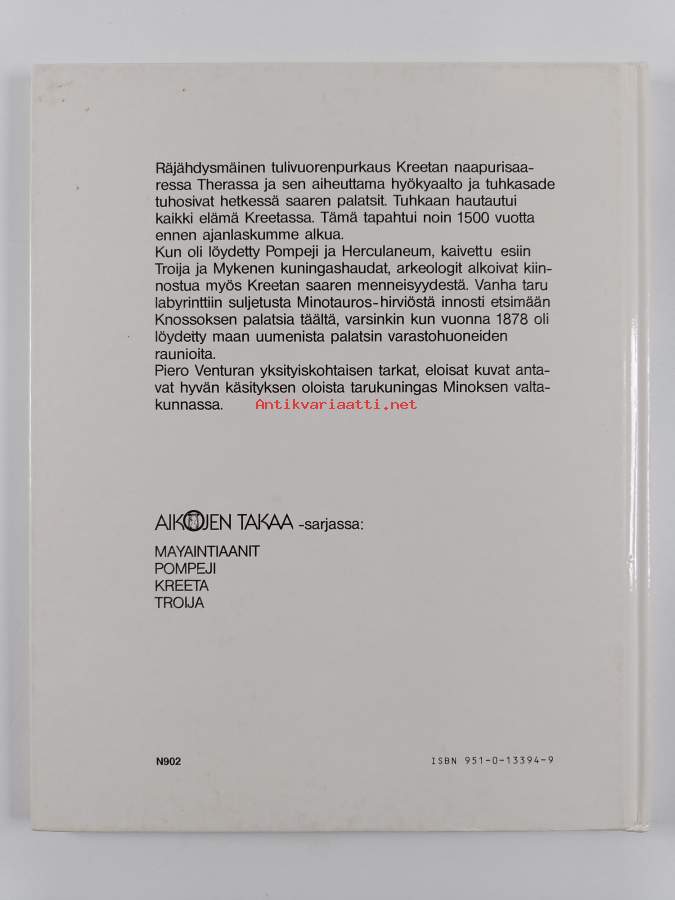 Räjähdysmäinen tulivuorenpurkaus Kreetan naapurisaa-
ressa Therassa ja sen aiheuttama hyökyaalto ja tuhkasade
tuhosivat hetkessä saaren palatsit. Tuhkaan hautautui
kaikki elämä Kreetassa. Tämä tapahtui noin 1500 vuotta
ennen ajanlaskumme alkua.
Kun oli löydetty Pompeji ja Herculaneum, kaivettu esiin
Troija ja Mykenen kuningashaudat, arkeologit alkoivat kiin-
nostua myös Kreetan saaren menneisyydestä. Vanha taru
labyrinttiin suljetusta Minotauros-hirviöstä innosti etsimään
Knossoksen palatsia täältä, varsinkin kun vuonna 1878 oli
löydetty maan uumenista palatsin varastohuoneiden
raunioita.
Piero Venturan yksityiskohtaisen tarkat, eloisat kuvat anta-
vat hyvän käsityksen oloista tarukuningas Minoksen valta-
kunnassa. Antikvariaatti.net
AIKOJEN TAKAA -sarjassa:
MAYAINTIAANIT
POMPEJI
KREETA
TROIJA
N902 ISBN 951-0-13394-9